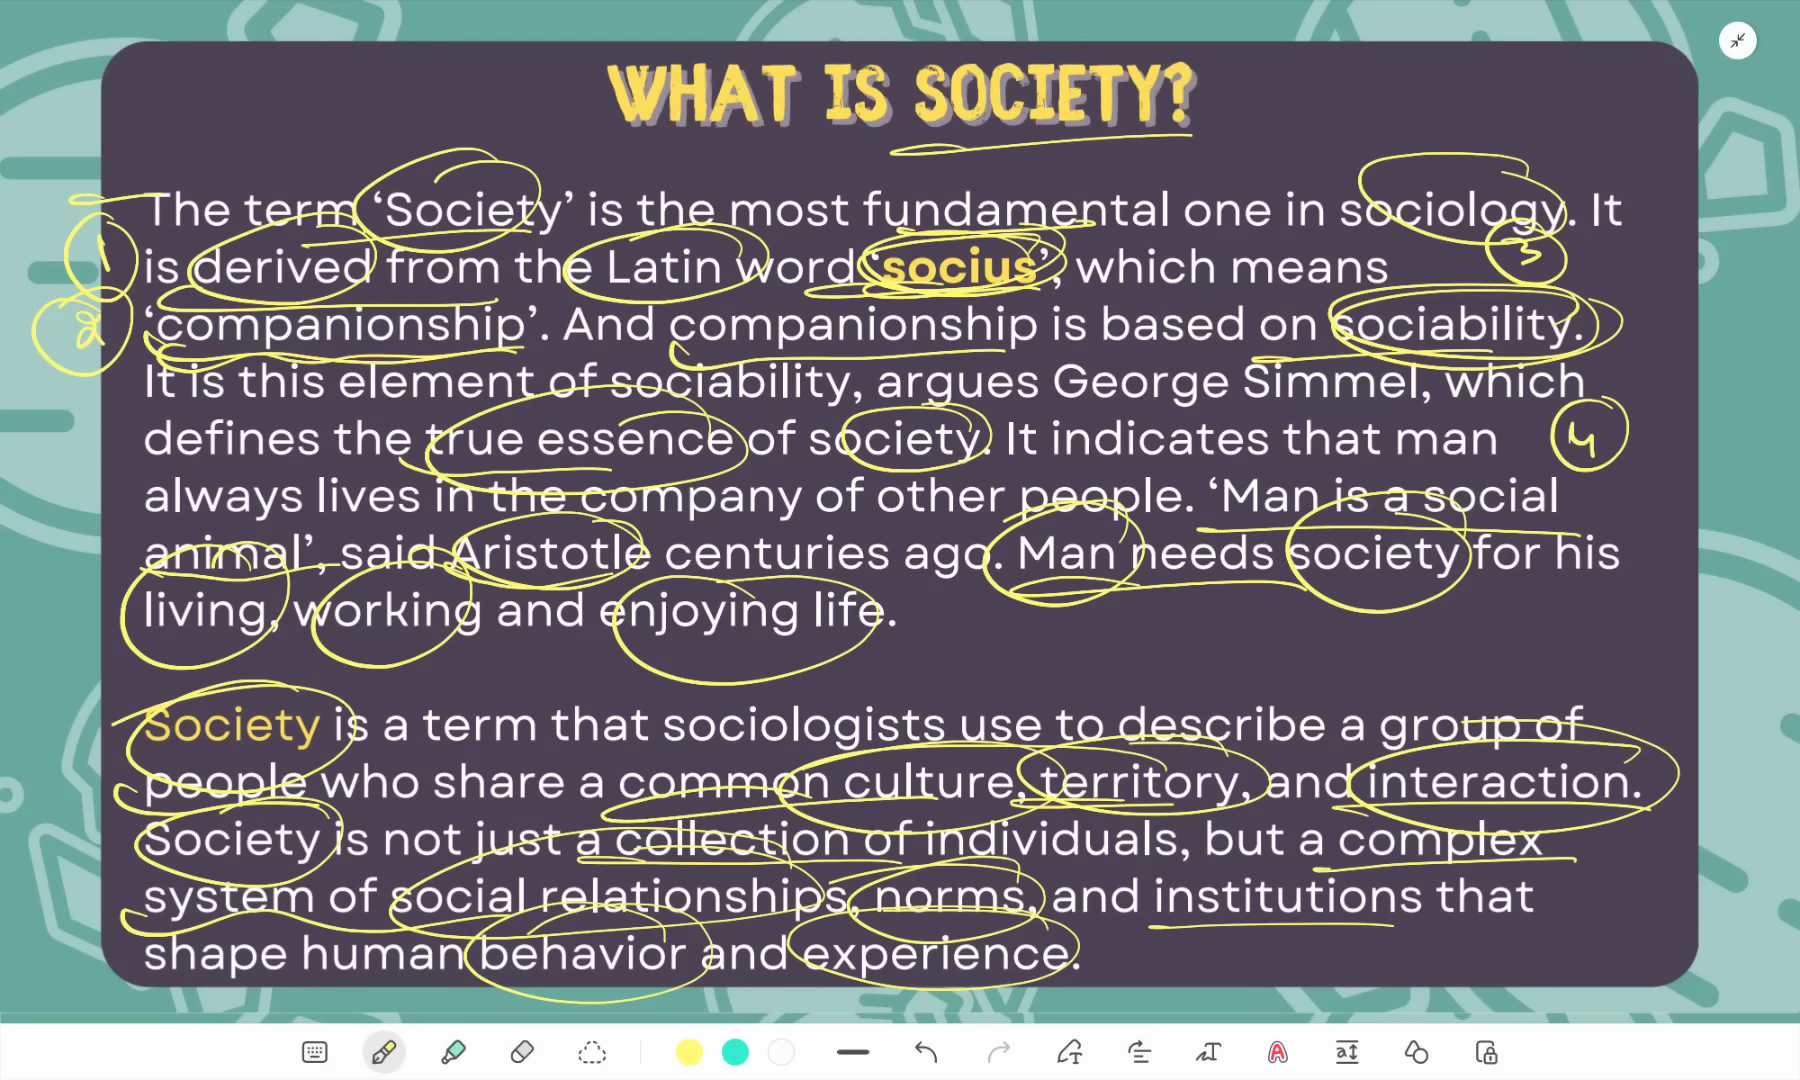 WHAT IS SOCIETY?
The term ‘Society’ is the most fundamental one in sociology. It
is derived from the Latin word ‘socius’, which means
‘companionship’. And companionship is based on sociability.
It is this element of sociability, argues George Simmel, which
defines the true essence of society. It indicates that man
always lives in the company of other people. ‘Man is a social
animal’, said Aristotle centuries ago. Man needs society for his
living, working and enjoying life.
Society is a term that sociologists use to describe a group of
people who share a common culture, territory, and interaction.
Society is not just a collection of individuals, but a complex
system of social relationships, norms, and institutions that
shape human behavior and experience.
1
2
3
4